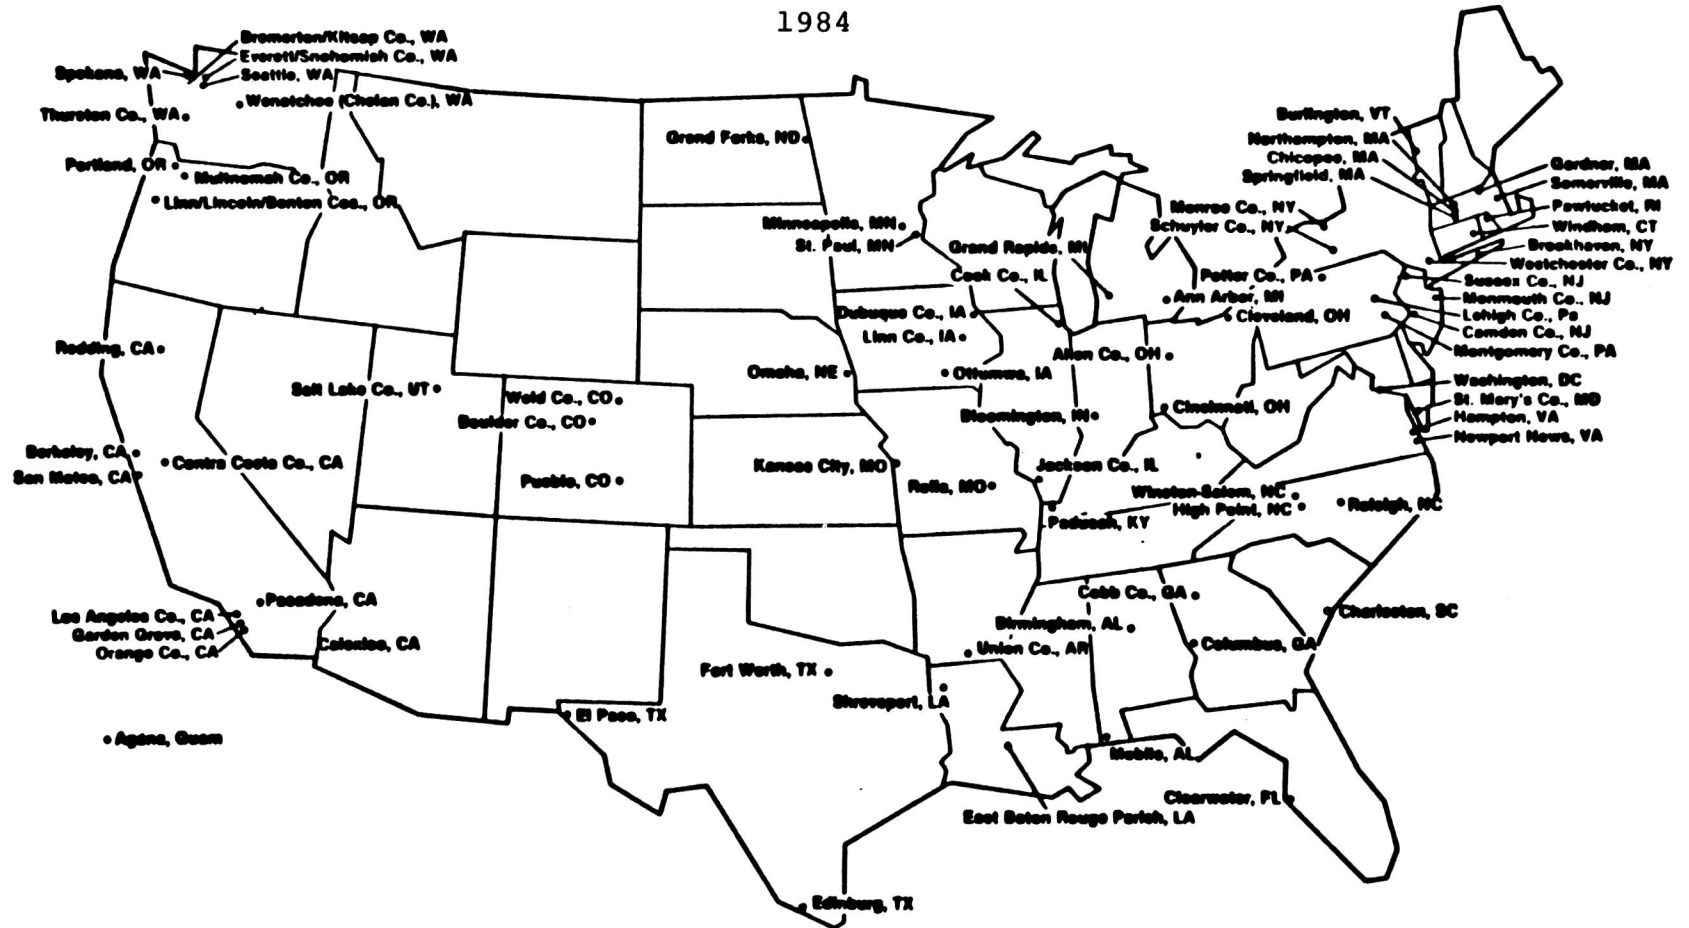 1984
Bremerton/Kitsap Co., WA
Everett/Snohomish Co., WA
Spokane, WA
Seattle, WA
Wenatchee (Chelan Co.), WA
Thurston Co., WA
Portland, OR
Multnomah Co., OR
Linn/Lincoln/Benton Cos., OR
Redding, CA
Berkeley, CA
Contra Costa Co., CA
San Mateo, CA
Pasadena, CA
Los Angeles Co., CA
Garden Grove, CA
Orange Co., CA
Calexico, CA
Agana, Guam
Salt Lake Co., UT
Weld Co., CO
Boulder Co., CO
Pueblo, CO
Grand Forks, ND
Minneapolis, MN
St. Paul, MN
Dubuque Co., IA
Linn Co., IA
Ottumwa, IA
Omaha, NE
Kansas City, MO
Rolla, MO
Fort Worth, TX
El Paso, TX
Edinburg, TX
Shreveport, LA
East Baton Rouge Parish, LA
Union Co., AR
Grand Rapids, MI
Cook Co., IL
Ann Arbor, MI
Cleveland, OH
Allen Co., OH
Bloomington, IN
Cincinnati, OH
Jackson Co., IL
Paducah, KY
Winston-Salem, NC
High Point, NC
Raleigh, NC
Cobb Co., GA
Birmingham, AL
Columbus, GA
Charleston, SC
Mobile, AL
Clearwater, FL
Burlington, VT
Northampton, MA
Chicopee, MA
Springfield, MA
Monroe Co., NY
Schuyler Co., NY
Potter Co., PA
Gardner, MA
Somerville, MA
Pawtucket, RI
Windham, CT
Brookhaven, NY
Westchester Co., NY
Sussex Co., NJ
Monmouth Co., NJ
Lehigh Co., Pa
Camden Co., NJ
Montgomery Co., PA
Washington, DC
St. Mary's Co., MD
Hampton, VA
Newport News, VA